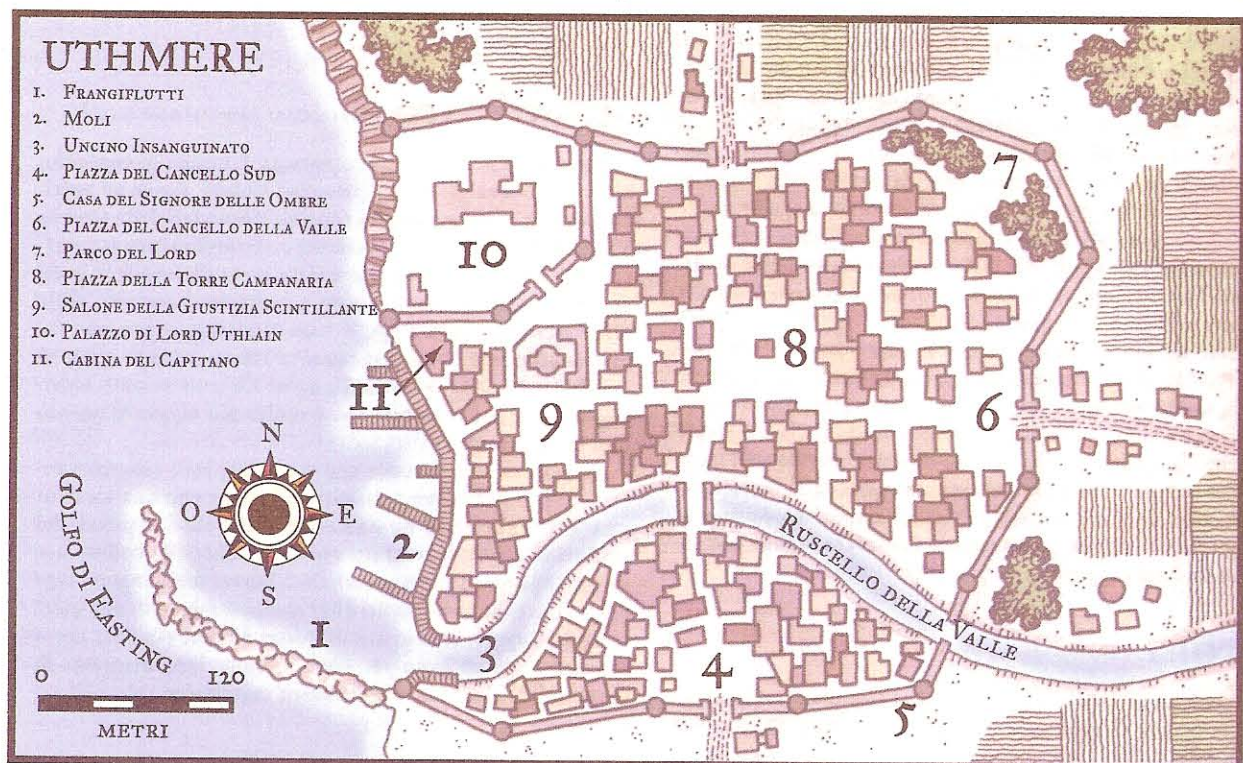 UTHMERE
1. Frangiflutti
2. Moli
3. Uncino Insanguinato
4. Piazza del Cancello Sud
5. Casa del Signore delle Ombre
6. Piazza del Cancello della Valle
7. Parco del Lord
8. Piazza della Torre Campanaria
9. Salone della Giustizia Scintillante
10. Palazzo di Lord Uthlain
11. Cabina del Capitano
7
10
8
11
9
6
N
O E
S
2
Golfo di Easting
Ruscello della Valle
1
3
4
5
0 120
METRI